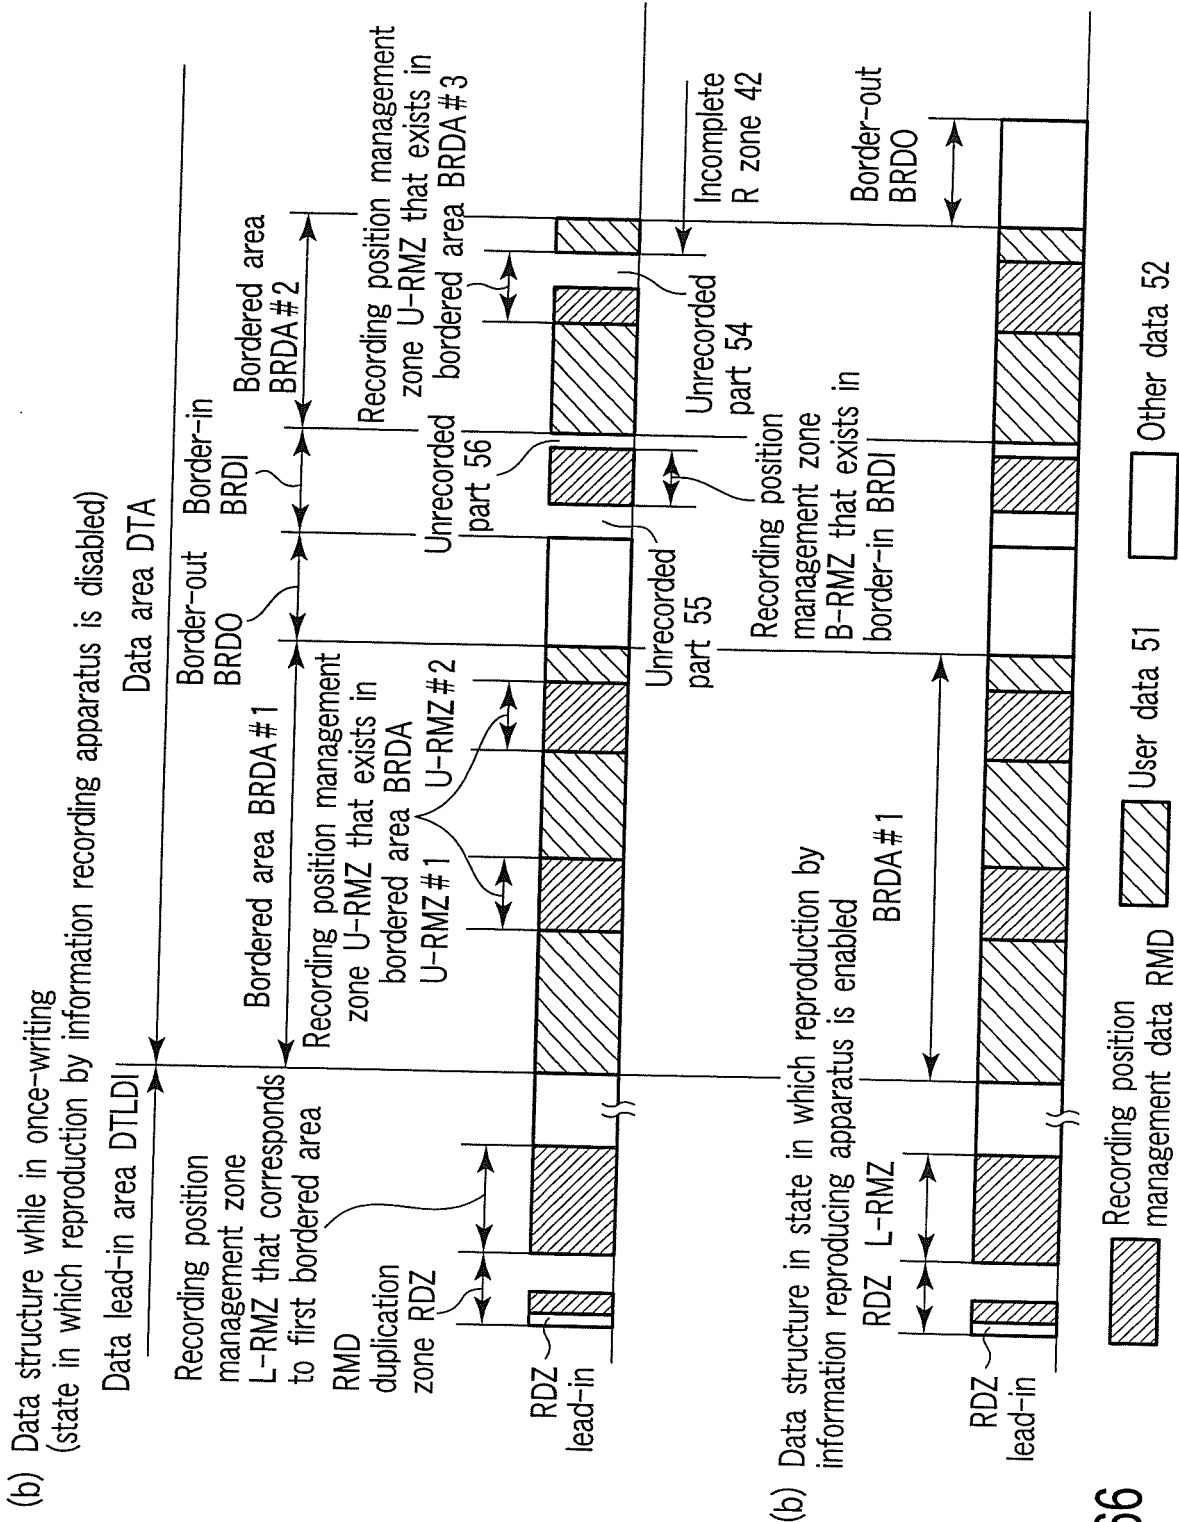 (b) Data structure while in once-writing
(state in which reproduction by information recording apparatus is disabled)
Data lead-in area DTLDI
Data area DTA
Recording position
management zone
L-RMZ that corresponds
to first bordered area
RMD
duplication
zone RDZ
RDZ
lead-in
Bordered area BRDA#1
Recording position management
zone U-RMZ that exists in
bordered area BRDA
U-RMZ#1
U-RMZ#2
Border-out
BRDO
Border-in
BRDI
Bordered area
BRDA#2
Unrecorded
part 56
Recording position management
zone U-RMZ that exists in
bordered area BRDA#3
Unrecorded
part 55
Recording position
management zone
B-RMZ that exists in
border-in BRDI
Unrecorded
part 54
Incomplete
R zone 42
(b) Data structure in state in which reproduction by
information reproducing apparatus is enabled
RDZ
L-RMZ
BRDA#1
Border-out
BRDO
RDZ
lead-in
Recording position
management data RMD
User data 51
Other data 52
66